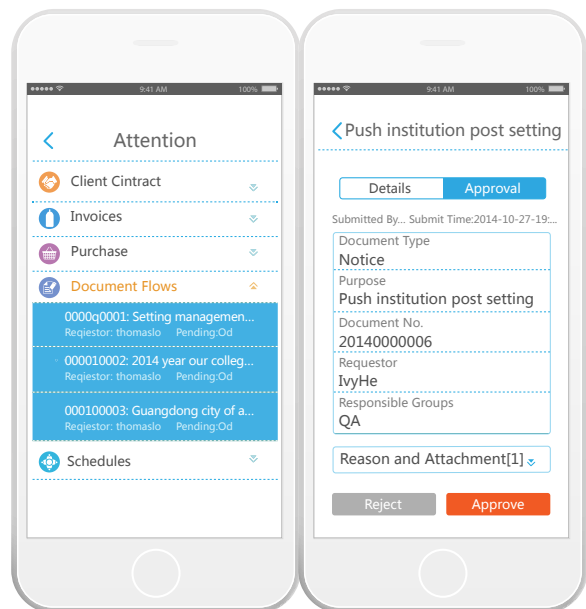 9:41 AM
100%
Attention
Client Cintract
Invoices
Purchase
Document Flows
0000q0001: Setting managemen...
Reqiestor: thomaslo Pending:Od
000010002: 2014 year our colleg...
Reqiestor: thomaslo Pending:Od
000100003: Guangdong city of a...
Reqiestor: thomaslo Pending:Od
Schedules
9:41 AM
100%
Push institution post setting
Details
Approval
Submitted By... Submit Time:2014-10-27-19:...
Document Type
Notice
Purpose
Push institution post setting
Document No.
20140000006
Requestor
IvyHe
Responsible Groups
QA
Reason and Attachment[1]
Reject
Approve